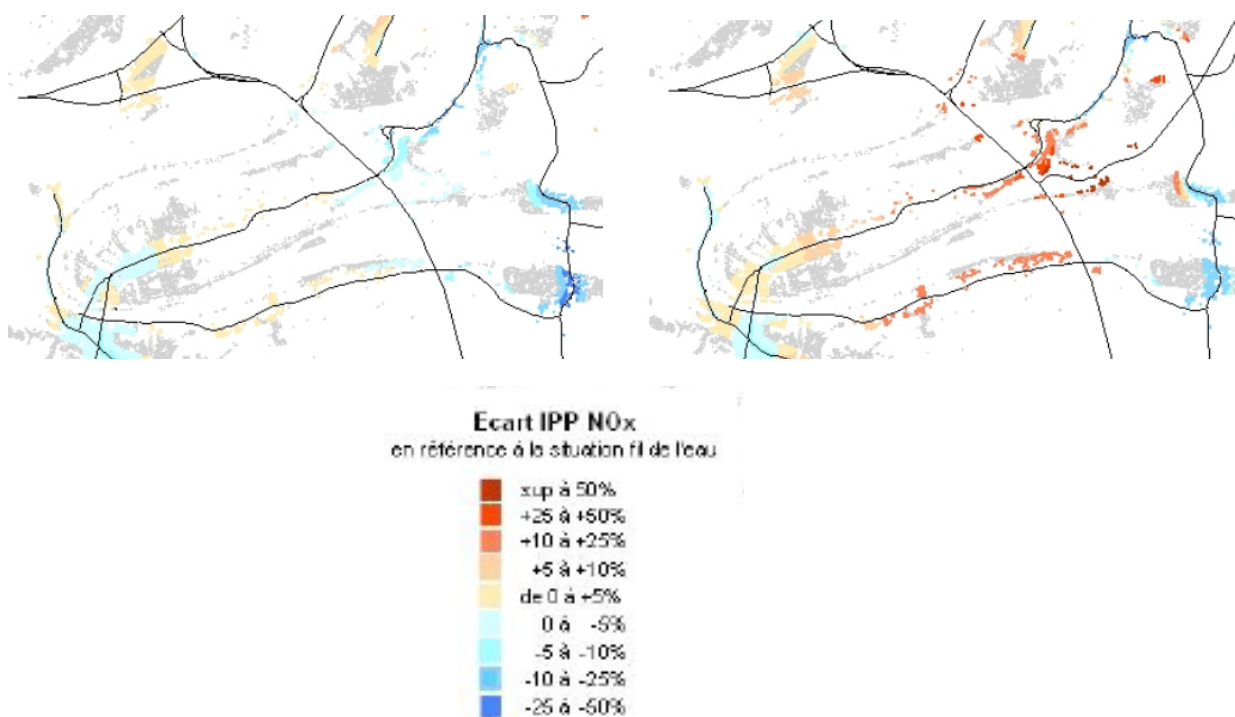 Ecart IPP NOx
en référence à la situation fil de l'eau
sup à 50%
+25 à +50%
+10 à +25%
+5 à +10%
de 0 à +5%
0 à -5%
-5 à -10%
-10 à -25%
-25 à -50%